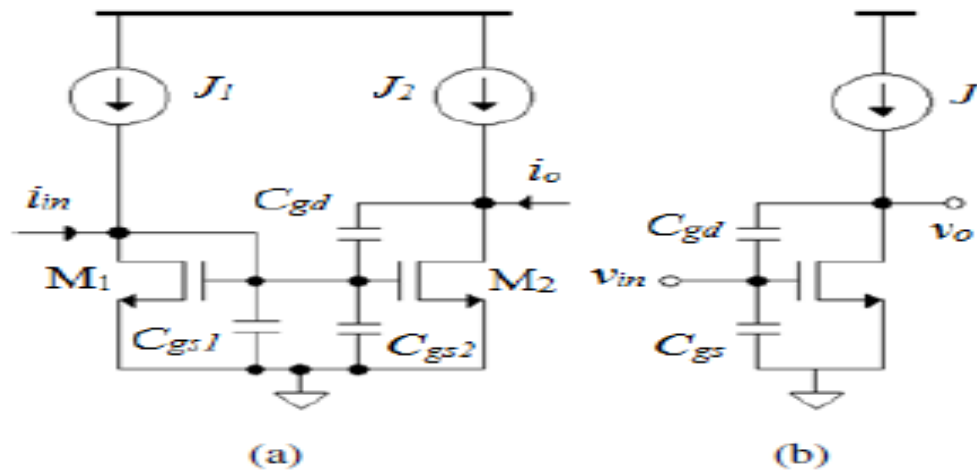 J1 J2 J
iin Cgd io Cgd vo
M1 M2 vin
Cgs1 Cgs2 Cgs
(a) (b)